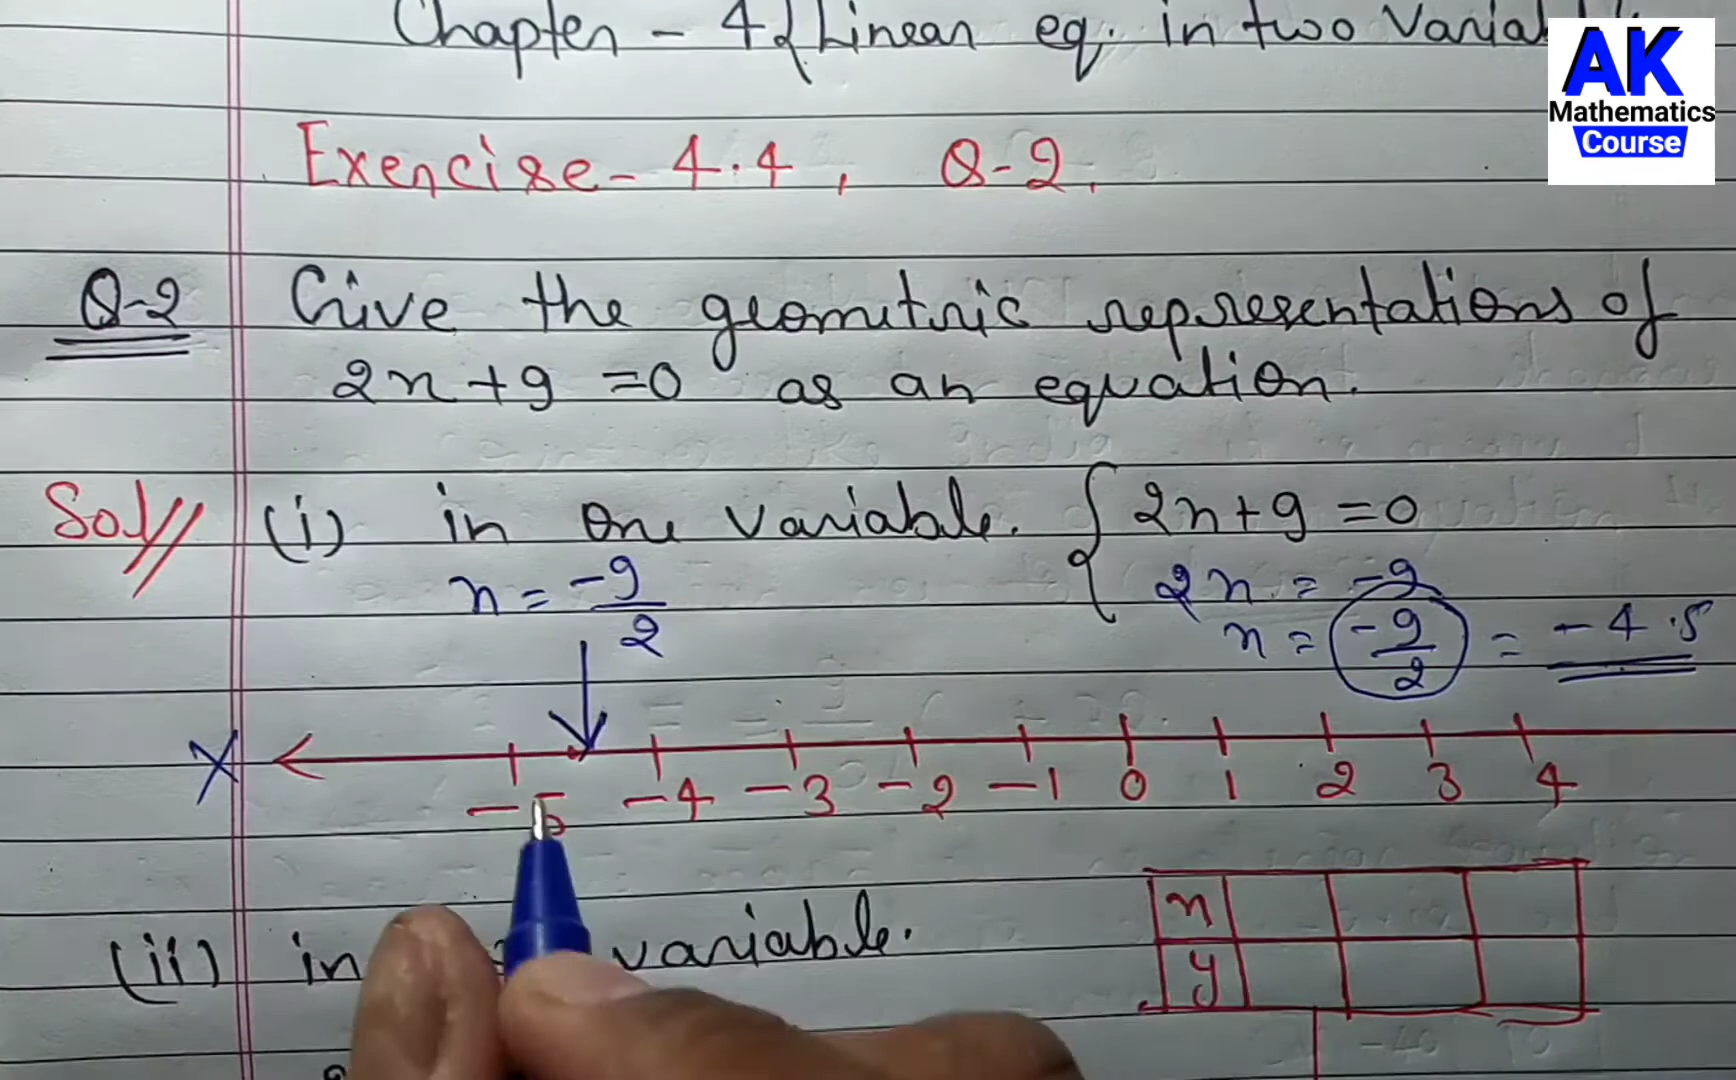 Chapter - 4 { Linear eq. in two Variabl
AK
Mathematics
Course
Exercise - 4.4, Q-2.
Q-2 Give the geometric representations of
2x+9 =0 as an equation.
Sol// (i) in one variable. { 2x+9 =0
x = -9/2 2x = -9
x = -9/2 = -4.5
X
-5 -4 -3 -2 -1 0 1 2 3 4
(ii) in variable.
x
y